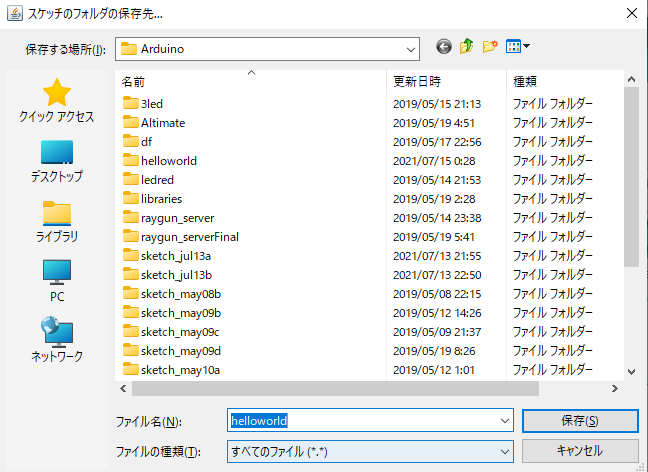 スケッチのフォルダの保存先...
保存する場所(I): Arduino
クイック アクセス
デスクトップ
ライブラリ
PC
ネットワーク
名前 更新日時 種類
3led 2019/05/15 21:13 ファイル フォルダー
Altimate 2019/05/19 4:51 ファイル フォルダー
df 2019/05/17 22:56 ファイル フォルダー
helloworld 2021/07/15 0:28 ファイル フォルダー
ledred 2019/05/14 21:53 ファイル フォルダー
libraries 2019/05/19 2:28 ファイル フォルダー
raygun_server 2019/05/14 23:38 ファイル フォルダー
raygun_serverFinal 2019/05/19 5:41 ファイル フォルダー
sketch_jul13a 2021/07/13 21:55 ファイル フォルダー
sketch_jul13b 2021/07/13 22:50 ファイル フォルダー
sketch_may08b 2019/05/08 22:15 ファイル フォルダー
sketch_may09b 2019/05/12 14:26 ファイル フォルダー
sketch_may09c 2019/05/09 21:37 ファイル フォルダー
sketch_may09d 2019/05/19 8:26 ファイル フォルダー
sketch_may10a 2019/05/12 1:01 ファイル フォルダー
ファイル名(N): helloworld 保存(S)
ファイルの種類(T): すべてのファイル (*.*) キャンセル